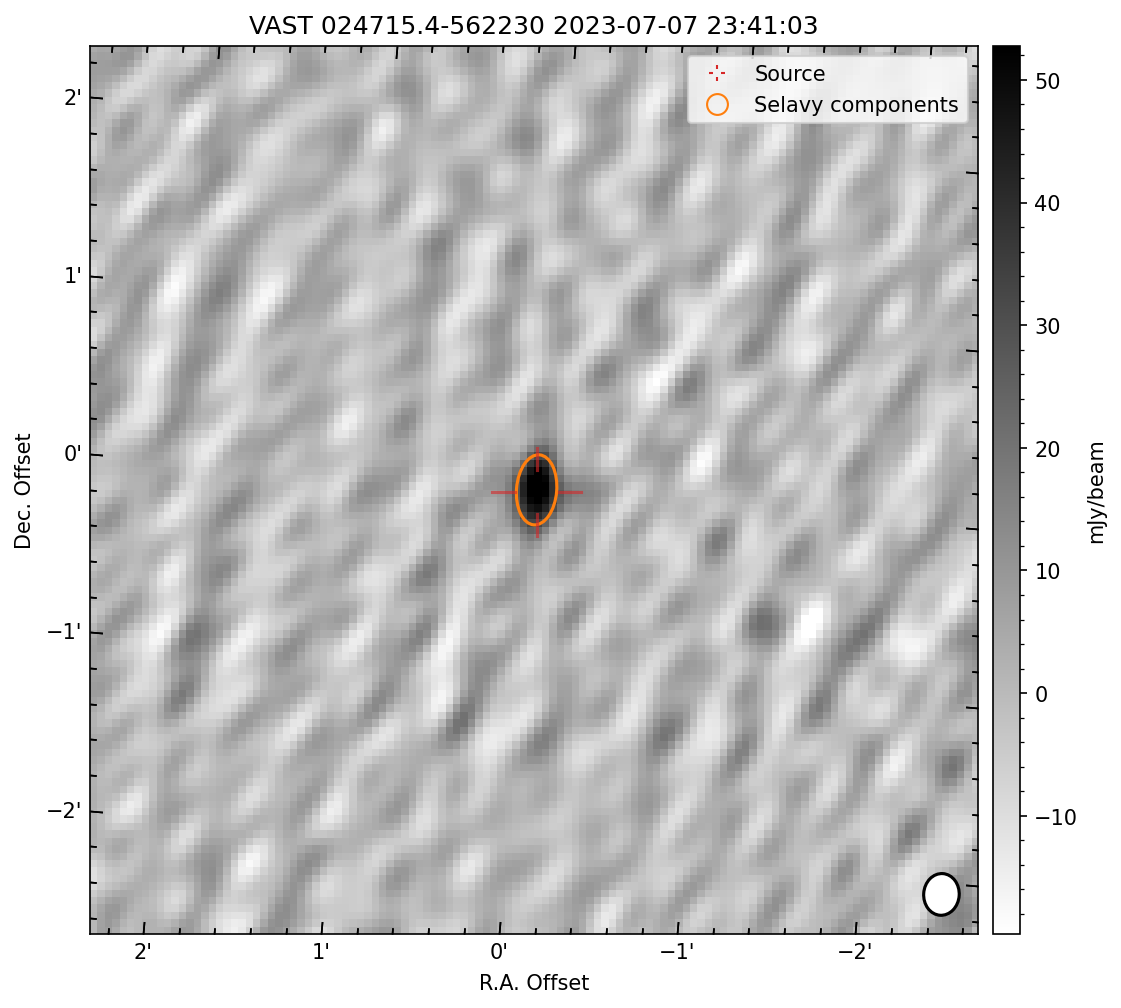 VAST 024715.4-562230 2023-07-07 23:41:03
Source
Selavy components
2'
1'
0'
−1'
−2'
Dec. Offset
2'
1'
0'
−1'
−2'
R.A. Offset
50
40
30
20
10
0
−10
mJy/beam